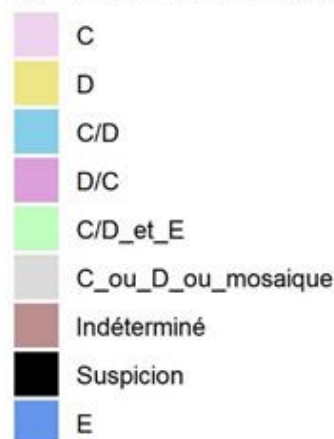 C
D
C/D
D/C
C/D_et_E
C_ou_D_ou_mosaique
Indéterminé
Suspicion
E